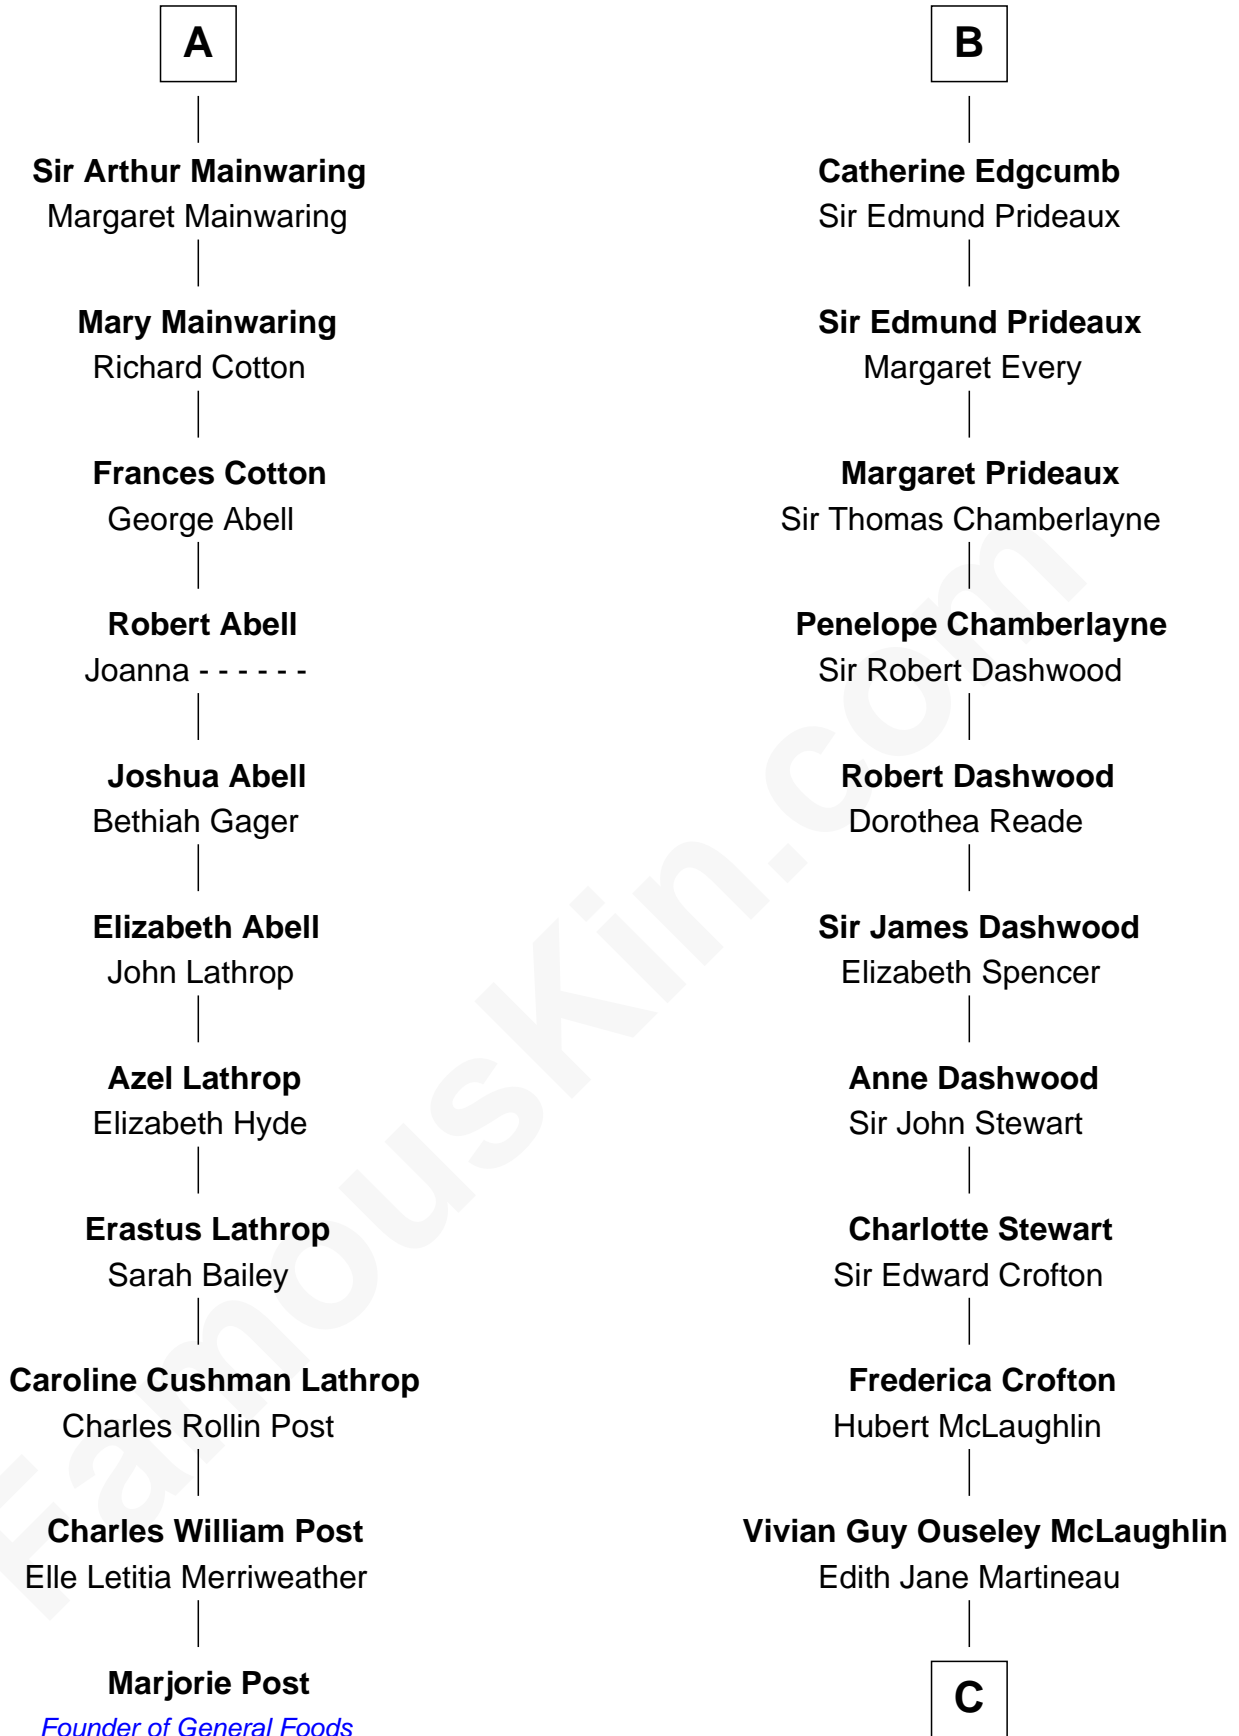 A
Sir Arthur Mainwaring
Margaret Mainwaring
Mary Mainwaring
Richard Cotton
Frances Cotton
George Abell
Robert Abell
Joanna - - - - - -
Joshua Abell
Bethiah Gager
Elizabeth Abell
John Lathrop
Azel Lathrop
Elizabeth Hyde
Erastus Lathrop
Sarah Bailey
Caroline Cushman Lathrop
Charles Rollin Post
Charles William Post
Elle Letitia Merriweather
Marjorie Post
Founder of General Foods
B
Catherine Edgcumb
Sir Edmund Prideaux
Sir Edmund Prideaux
Margaret Every
Margaret Prideaux
Sir Thomas Chamberlayne
Penelope Chamberlayne
Sir Robert Dashwood
Robert Dashwood
Dorothea Reade
Sir James Dashwood
Elizabeth Spencer
Anne Dashwood
Sir John Stewart
Charlotte Stewart
Sir Edward Crofton
Frederica Crofton
Hubert McLaughlin
Vivian Guy Ouseley McLaughlin
Edith Jane Martineau
C
FamousKin.com